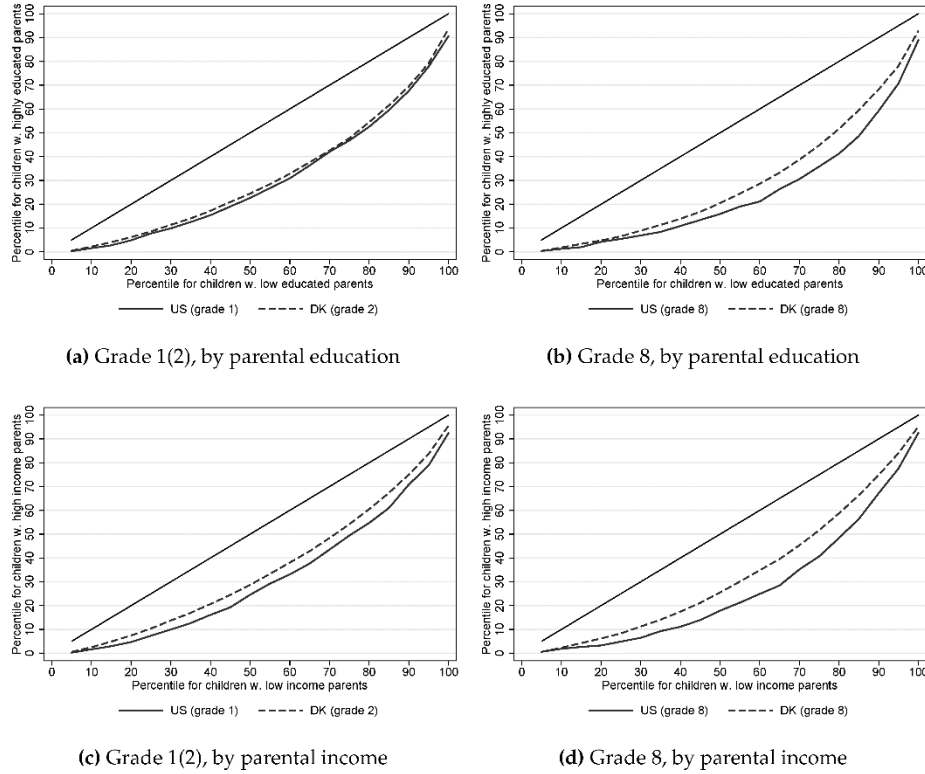 Percentile for children w. highly educated parents
0 10 20 30 40 50 60 70 80 90 100
0 10 20 30 40 50 60 70 80 90 100
Percentile for children w. low educated parents
US (grade 1) DK (grade 2)
(a) Grade 1(2), by parental education
Percentile for children w. highly educated parents
0 10 20 30 40 50 60 70 80 90 100
0 10 20 30 40 50 60 70 80 90 100
Percentile for children w. low educated parents
US (grade 8) DK (grade 8)
(b) Grade 8, by parental education
Percentile for children w. high income parents
0 10 20 30 40 50 60 70 80 90 100
0 10 20 30 40 50 60 70 80 90 100
Percentile for children w. low income parents
US (grade 1) DK (grade 2)
(c) Grade 1(2), by parental income
Percentile for children w. high income parents
0 10 20 30 40 50 60 70 80 90 100
0 10 20 30 40 50 60 70 80 90 100
Percentile for children w. low income parents
US (grade 8) DK (grade 8)
(d) Grade 8, by parental income